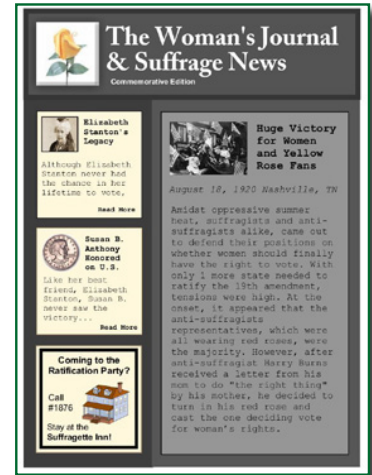 The Woman's Journal
& Suffrage News
Commemorative Edition
Elizabeth
Stanton's
Legacy
Although Elizabeth
Stanton never had
the chance in her
lifetime to vote,
Read More
Susan B.
Anthony
Honored
on U.S.
Like her best
friend, Elizabeth
Stanton, Susan B.
never saw the
victory...
Read More
Coming to the
Ratification Party?
Call
#1876
Stay at the
Suffragette Inn!
Huge Victory
for Women
and Yellow
Rose Fans
August 18, 1920 Nashville, TN
Amidst oppressive summer
heat, suffragists and anti-
suffragists alike, came out
to defend their positions on
whether women should finally
have the right to vote. With
only 1 more state needed to
ratify the 19th amendment,
tensions were high. At the
onset, it appeared that the
anti-suffragists
representatives, which were
all wearing red roses, were
the majority. However, after
anti-suffragist Harry Burns
received a letter from his
mom to do "the right thing"
by his mother, he decided to
turn in his red rose and
cast the one deciding vote
for woman's rights.